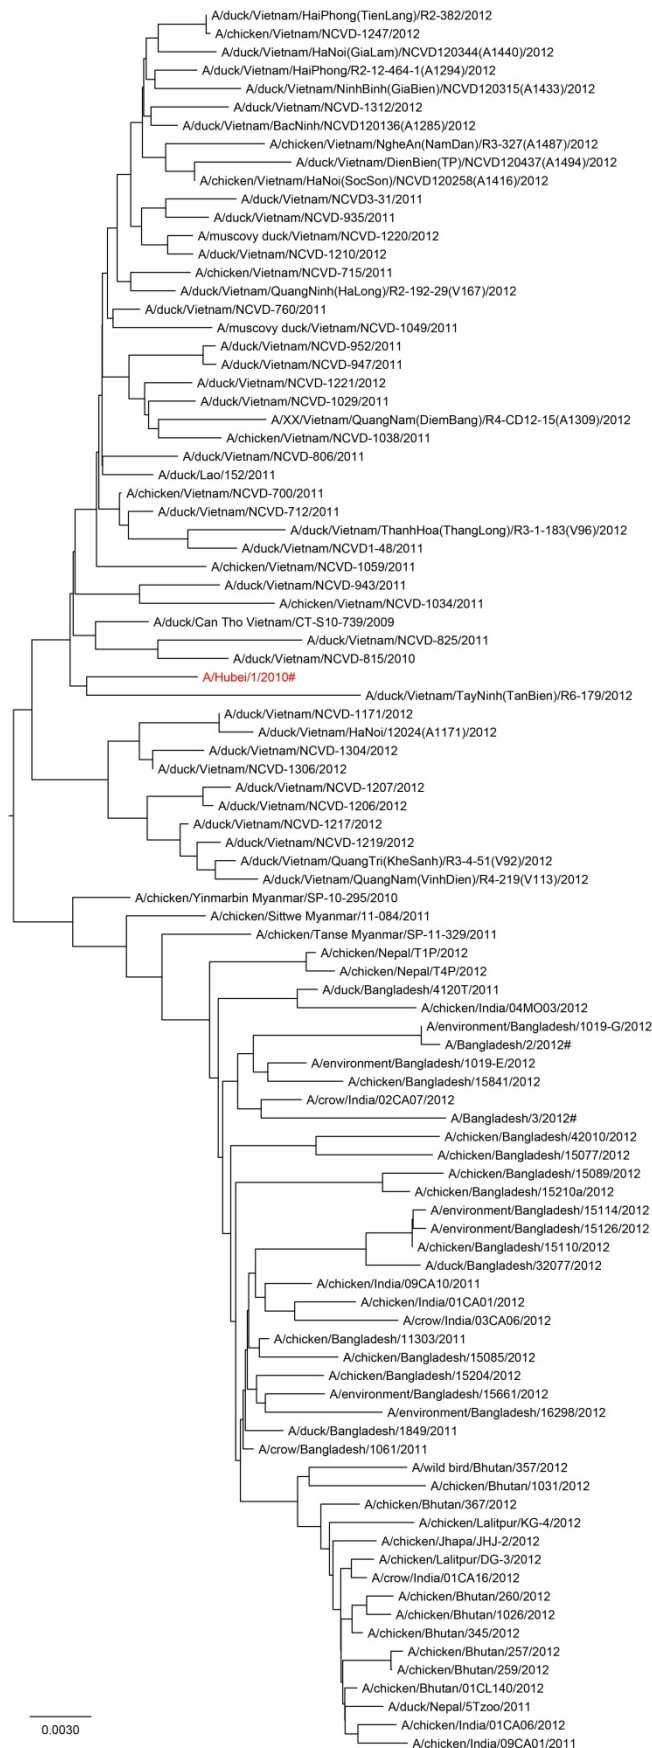 A/duck/Vietnam/HaiPhong(TienLang)/R2-382/2012
A/chicken/Vietnam/NCVD-1247/2012
A/duck/Vietnam/HaNoi(GiaLam)/NCVD120344(A1440)/2012
A/duck/Vietnam/HaiPhong/R2-12-464-1(A1294)/2012
A/duck/Vietnam/NinhBinh(GiaBien)/NCVD120315(A1433)/2012
A/duck/Vietnam/NCVD-1312/2012
A/duck/Vietnam/BacNinh/NCVD120136(A1285)/2012
A/chicken/Vietnam/NgheAn(NamDan)/R3-327(A1487)/2012
A/duck/Vietnam/DienBien(TP)/NCVD120437(A1494)/2012
A/chicken/Vietnam/HaNoi(SocSon)/NCVD120258(A1416)/2012
A/duck/Vietnam/NCVD3-31/2011
A/duck/Vietnam/NCVD-935/2011
A/muscovy duck/Vietnam/NCVD-1220/2012
A/duck/Vietnam/NCVD-1210/2012
A/chicken/Vietnam/NCVD-715/2011
A/duck/Vietnam/QuangNinh(HaLong)/R2-192-29(V167)/2012
A/duck/Vietnam/NCVD-760/2011
A/muscovy duck/Vietnam/NCVD-1049/2011
A/duck/Vietnam/NCVD-952/2011
A/duck/Vietnam/NCVD-947/2011
A/duck/Vietnam/NCVD-1221/2012
A/duck/Vietnam/NCVD-1029/2011
A/XX/Vietnam/QuangNam(DiemBang)/R4-CD12-15(A1309)/2012
A/chicken/Vietnam/NCVD-1038/2011
A/duck/Vietnam/NCVD-806/2011
A/duck/Lao/152/2011
A/chicken/Vietnam/NCVD-700/2011
A/duck/Vietnam/NCVD-712/2011
A/duck/Vietnam/ThanhHoa(ThangLong)/R3-1-183(V96)/2012
A/duck/Vietnam/NCVD1-48/2011
A/chicken/Vietnam/NCVD-1059/2011
A/duck/Vietnam/NCVD-943/2011
A/chicken/Vietnam/NCVD-1034/2011
A/duck/Can Tho Vietnam/CT-S10-739/2009
A/duck/Vietnam/NCVD-825/2011
A/duck/Vietnam/NCVD-815/2010
A/Hubei/1/2010#
A/duck/Vietnam/TayNinh(TanBien)/R6-179/2012
A/duck/Vietnam/NCVD-1171/2012
A/duck/Vietnam/HaNoi/12024(A1171)/2012
A/duck/Vietnam/NCVD-1304/2012
A/duck/Vietnam/NCVD-1306/2012
A/duck/Vietnam/NCVD-1207/2012
A/duck/Vietnam/NCVD-1206/2012
A/duck/Vietnam/NCVD-1217/2012
A/duck/Vietnam/NCVD-1219/2012
A/duck/Vietnam/QuangTri(KheSanh)/R3-4-51(V92)/2012
A/duck/Vietnam/QuangNam(VinhDien)/R4-219(V113)/2012
A/chicken/Yinmarbin Myanmar/SP-10-295/2010
A/chicken/Sittwe Myanmar/11-084/2011
A/chicken/Tanse Myanmar/SP-11-329/2011
A/chicken/Nepal/T1P/2012
A/chicken/Nepal/T4P/2012
A/duck/Bangladesh/4120T/2011
A/chicken/India/04MO03/2012
A/environment/Bangladesh/1019-G/2012
A/Bangladesh/2/2012#
A/environment/Bangladesh/1019-E/2012
A/chicken/Bangladesh/15841/2012
A/crow/India/02CA07/2012
A/Bangladesh/3/2012#
A/chicken/Bangladesh/42010/2012
A/chicken/Bangladesh/15077/2012
A/chicken/Bangladesh/15089/2012
A/chicken/Bangladesh/15210a/2012
A/environment/Bangladesh/15114/2012
A/environment/Bangladesh/15126/2012
A/chicken/Bangladesh/15110/2012
A/duck/Bangladesh/32077/2012
A/chicken/India/09CA10/2011
A/chicken/India/01CA01/2012
A/crow/India/03CA06/2012
A/chicken/Bangladesh/11303/2011
A/chicken/Bangladesh/15085/2012
A/chicken/Bangladesh/15204/2012
A/environment/Bangladesh/15661/2012
A/environment/Bangladesh/16298/2012
A/duck/Bangladesh/1849/2011
A/crow/Bangladesh/1061/2011
A/wild bird/Bhutan/357/2012
A/chicken/Bhutan/1031/2012
A/chicken/Bhutan/367/2012
A/chicken/Lalitpur/KG-4/2012
A/chicken/Jhapa/JHJ-2/2012
A/chicken/Lalitpur/DG-3/2012
A/crow/India/01CA16/2012
A/chicken/Bhutan/260/2012
A/chicken/Bhutan/1026/2012
A/chicken/Bhutan/345/2012
A/chicken/Bhutan/257/2012
A/chicken/Bhutan/259/2012
A/chicken/Bhutan/01CL140/2012
A/duck/Nepal/5Tzoo/2011
A/chicken/India/01CA06/2012
A/chicken/India/09CA01/2011
0.0030